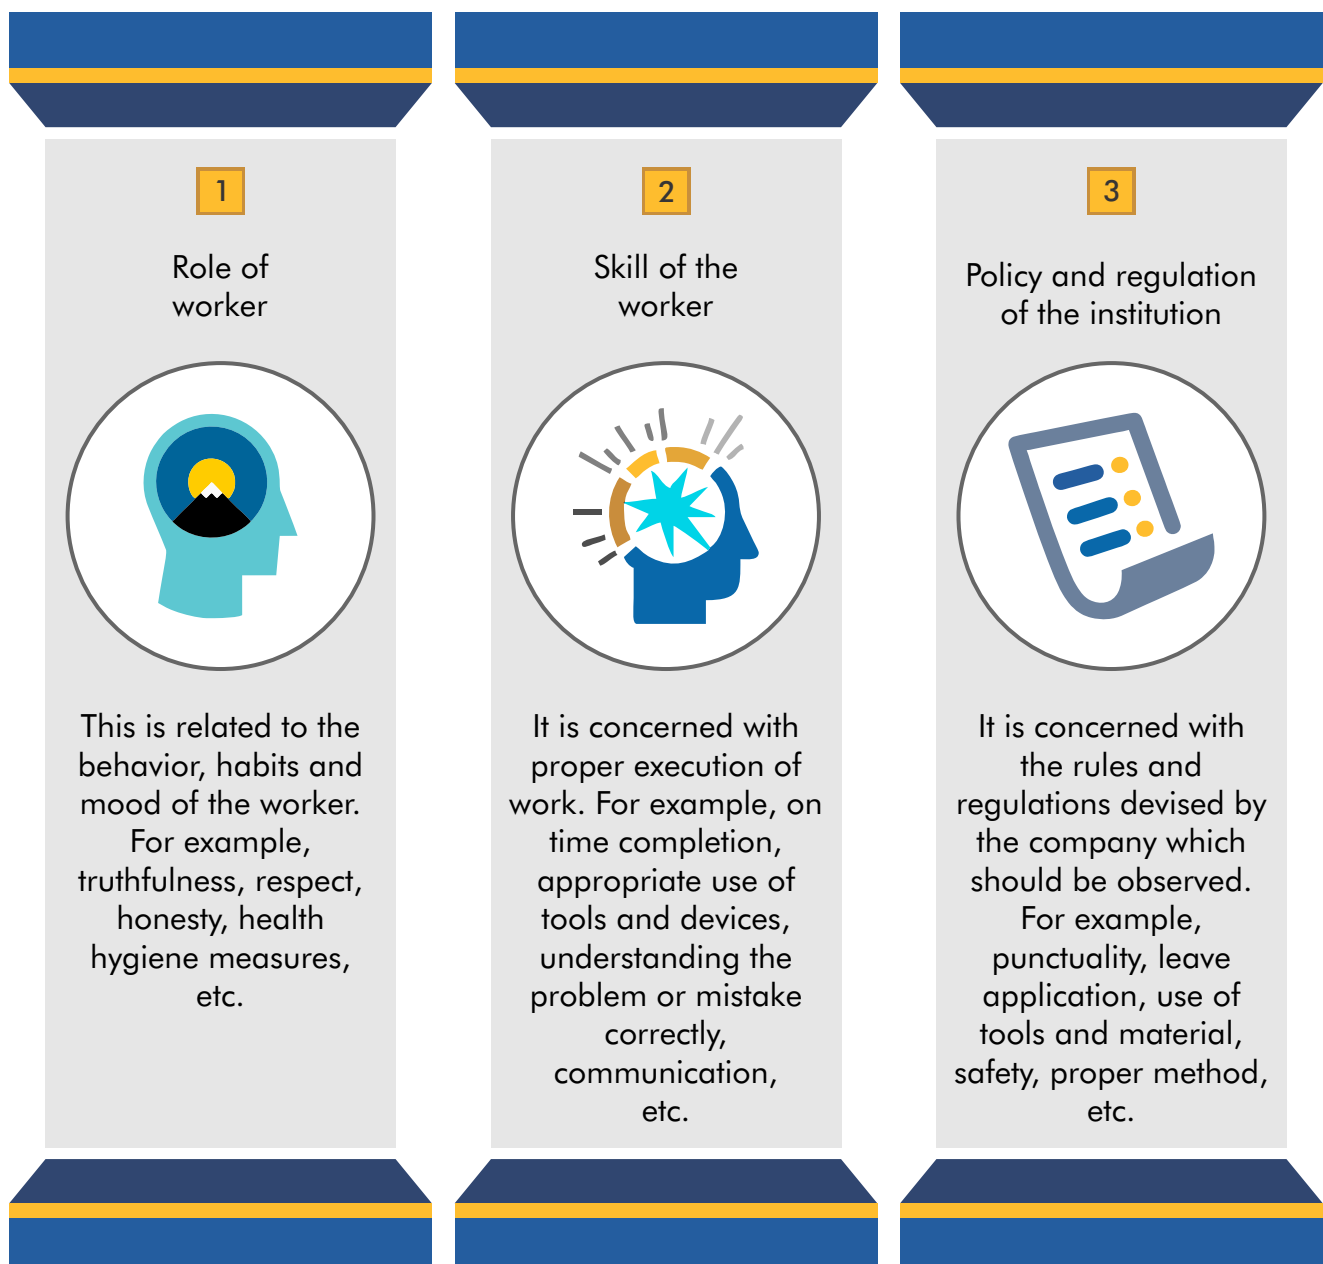 1
Role of
worker
This is related to the
behavior, habits and
mood of the worker.
For example,
truthfulness, respect,
honesty, health
hygiene measures,
etc.
2
Skill of the
worker
It is concerned with
proper execution of
work. For example, on
time completion,
appropriate use of
tools and devices,
understanding the
problem or mistake
correctly,
communication,
etc.
3
Policy and regulation
of the institution
It is concerned with
the rules and
regulations devised by
the company which
should be observed.
For example,
punctuality, leave
application, use of
tools and material,
safety, proper method,
etc.